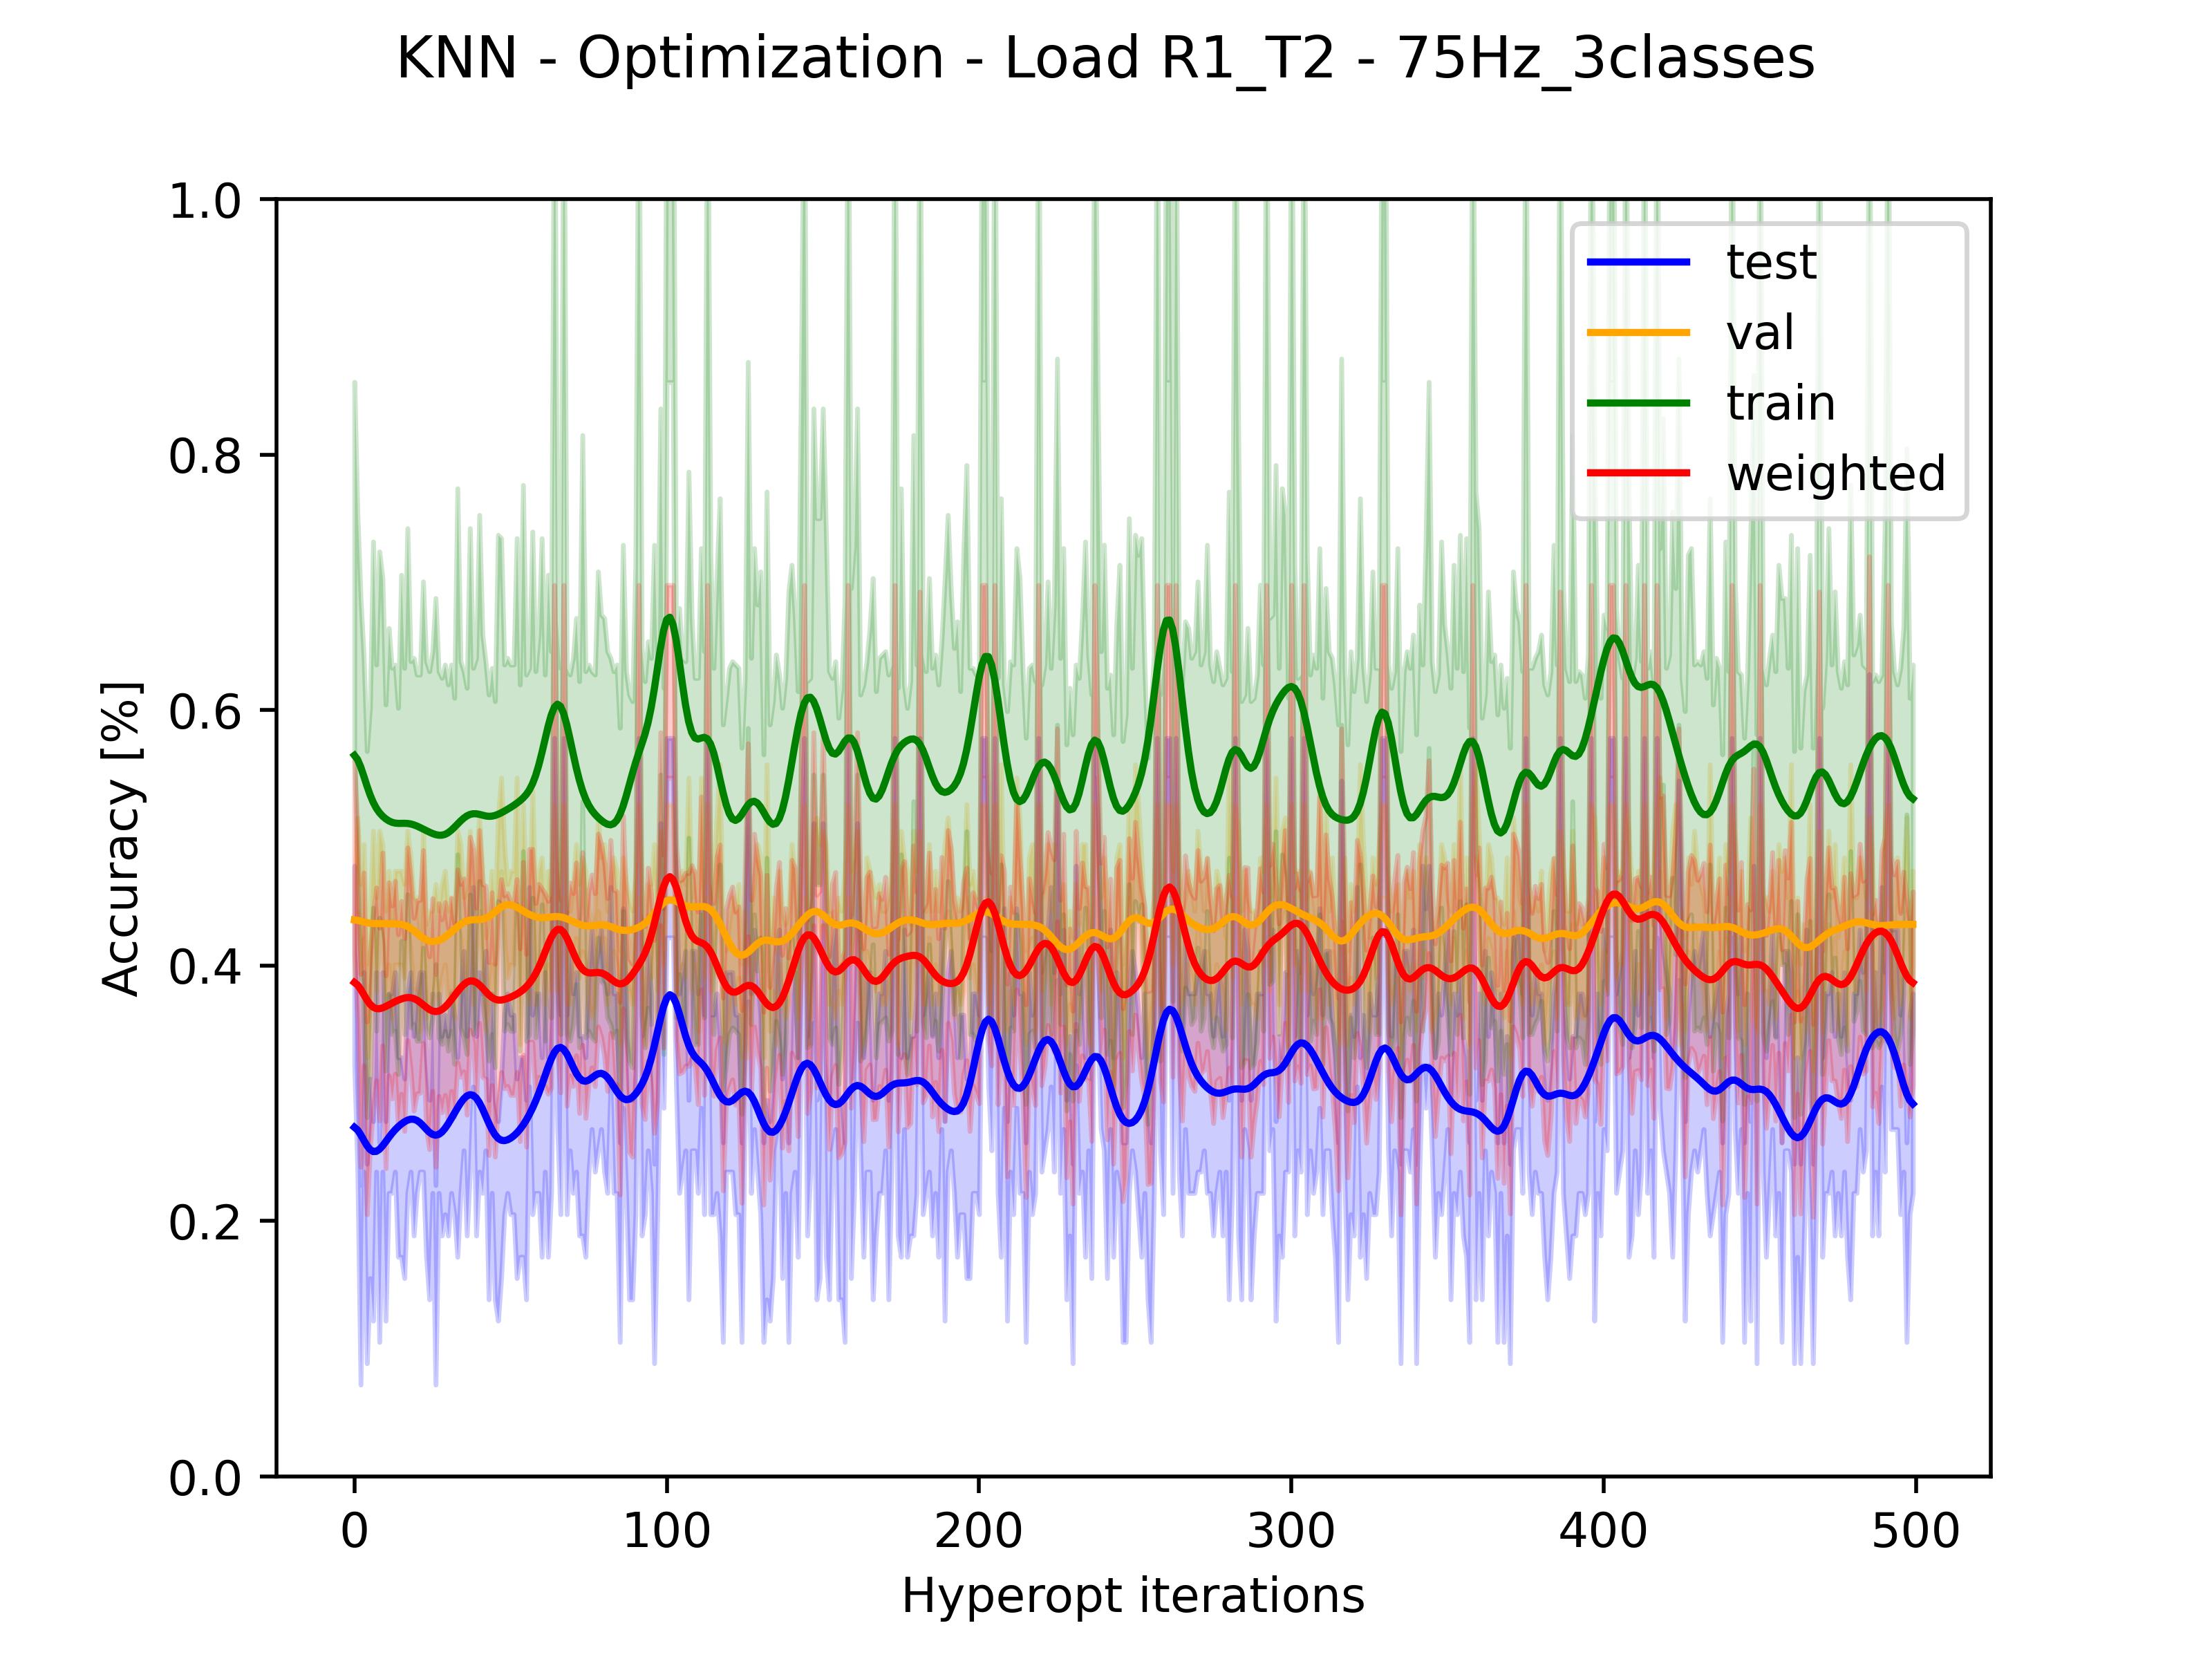 KNN - Optimization - Load R1_T2 - 75Hz_3classes
1.0
0.8
0.6
0.4
0.2
0.0
Accuracy [%]
test
val
train
weighted
0 100 200 300 400 500
Hyperopt iterations